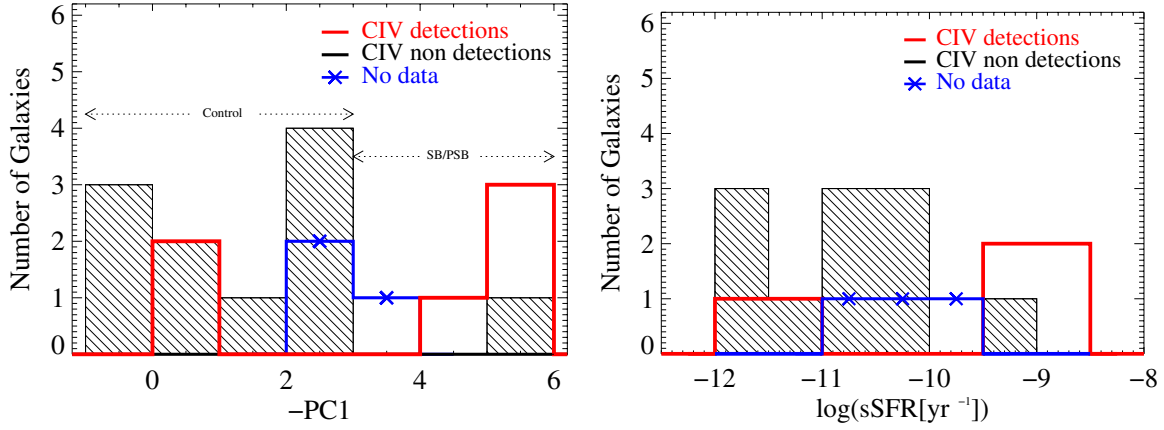 CIV detections
CIV non detections
No data
Control
SB/PSB
Number of Galaxies
6
5
4
3
2
1
0
0 2 4 6
−PC1
CIV detections
CIV non detections
No data
Number of Galaxies
6
5
4
3
2
1
0
−12 −11 −10 −9 −8
log(sSFR[yr ⁻¹])